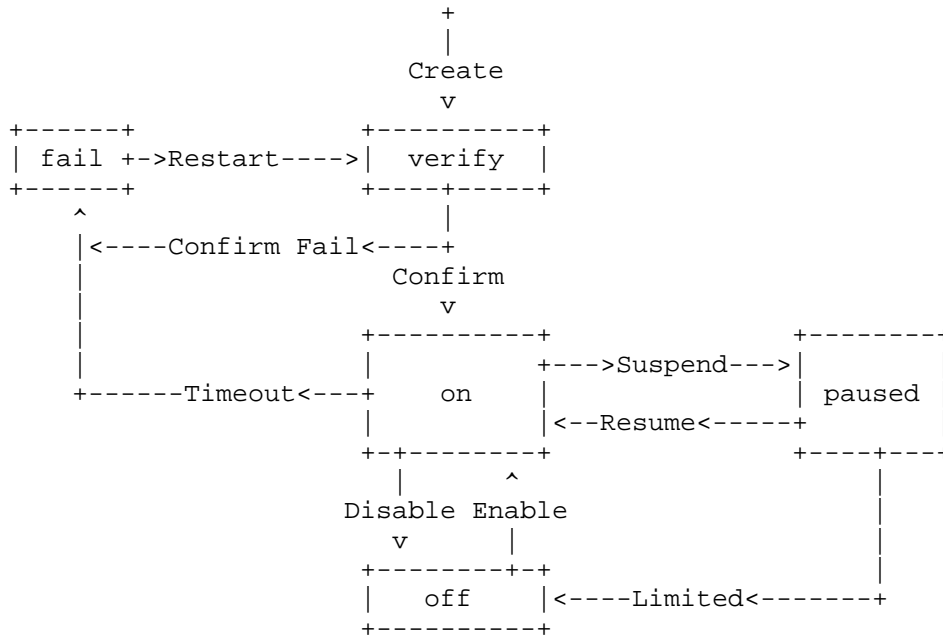 Create
fail Restart verify
Confirm Fail
Confirm
Suspend
Timeout on paused
Resume
Disable Enable
off Limited